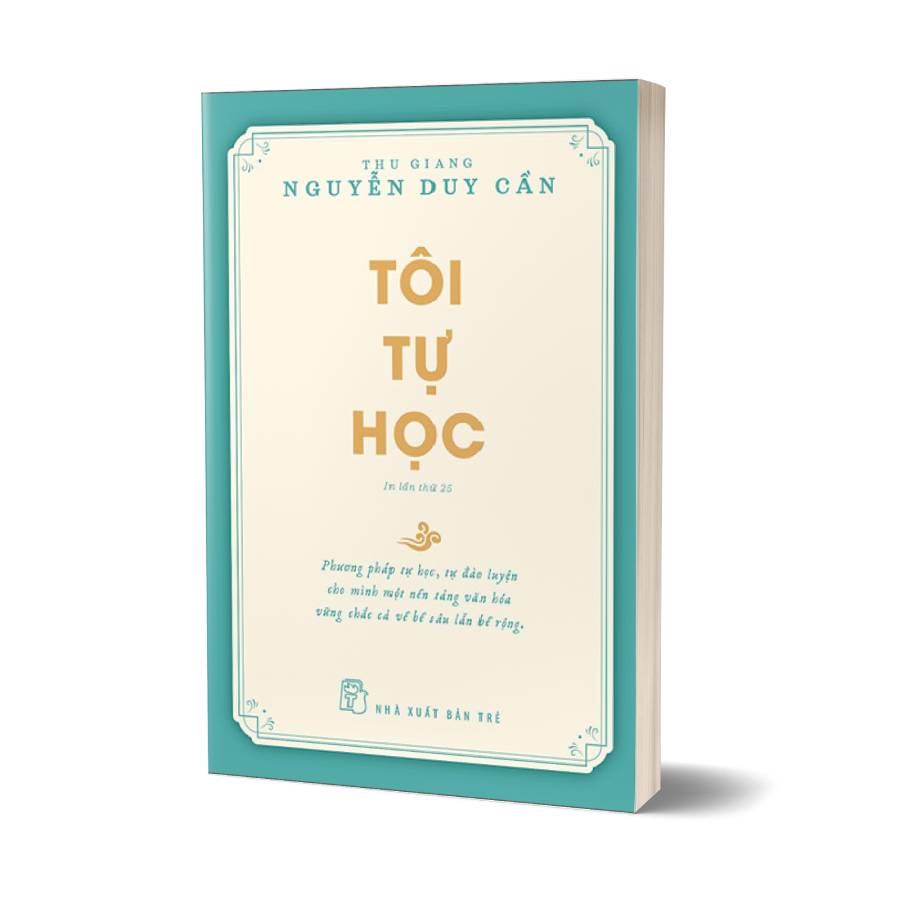 THU GIANG
NGUYỄN DUY CẦN
TÔI
TỰ
HỌC
In lần thứ 25
Phương pháp tự học, tự đào luyện
cho mình một nền tảng văn hóa
vững chắc cả về bề sâu lẫn bề rộng.
NHÀ XUẤT BẢN TRẺ